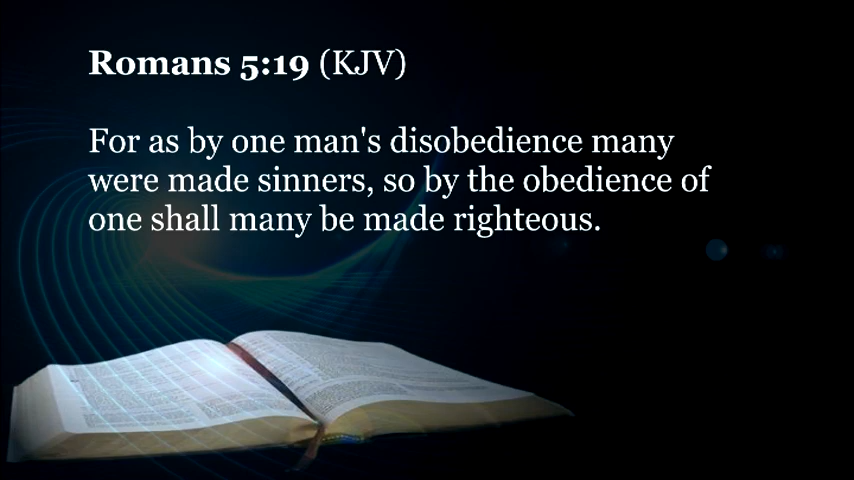 Romans 5:19 (KJV)
For as by one man's disobedience many
were made sinners, so by the obedience of
one shall many be made righteous.